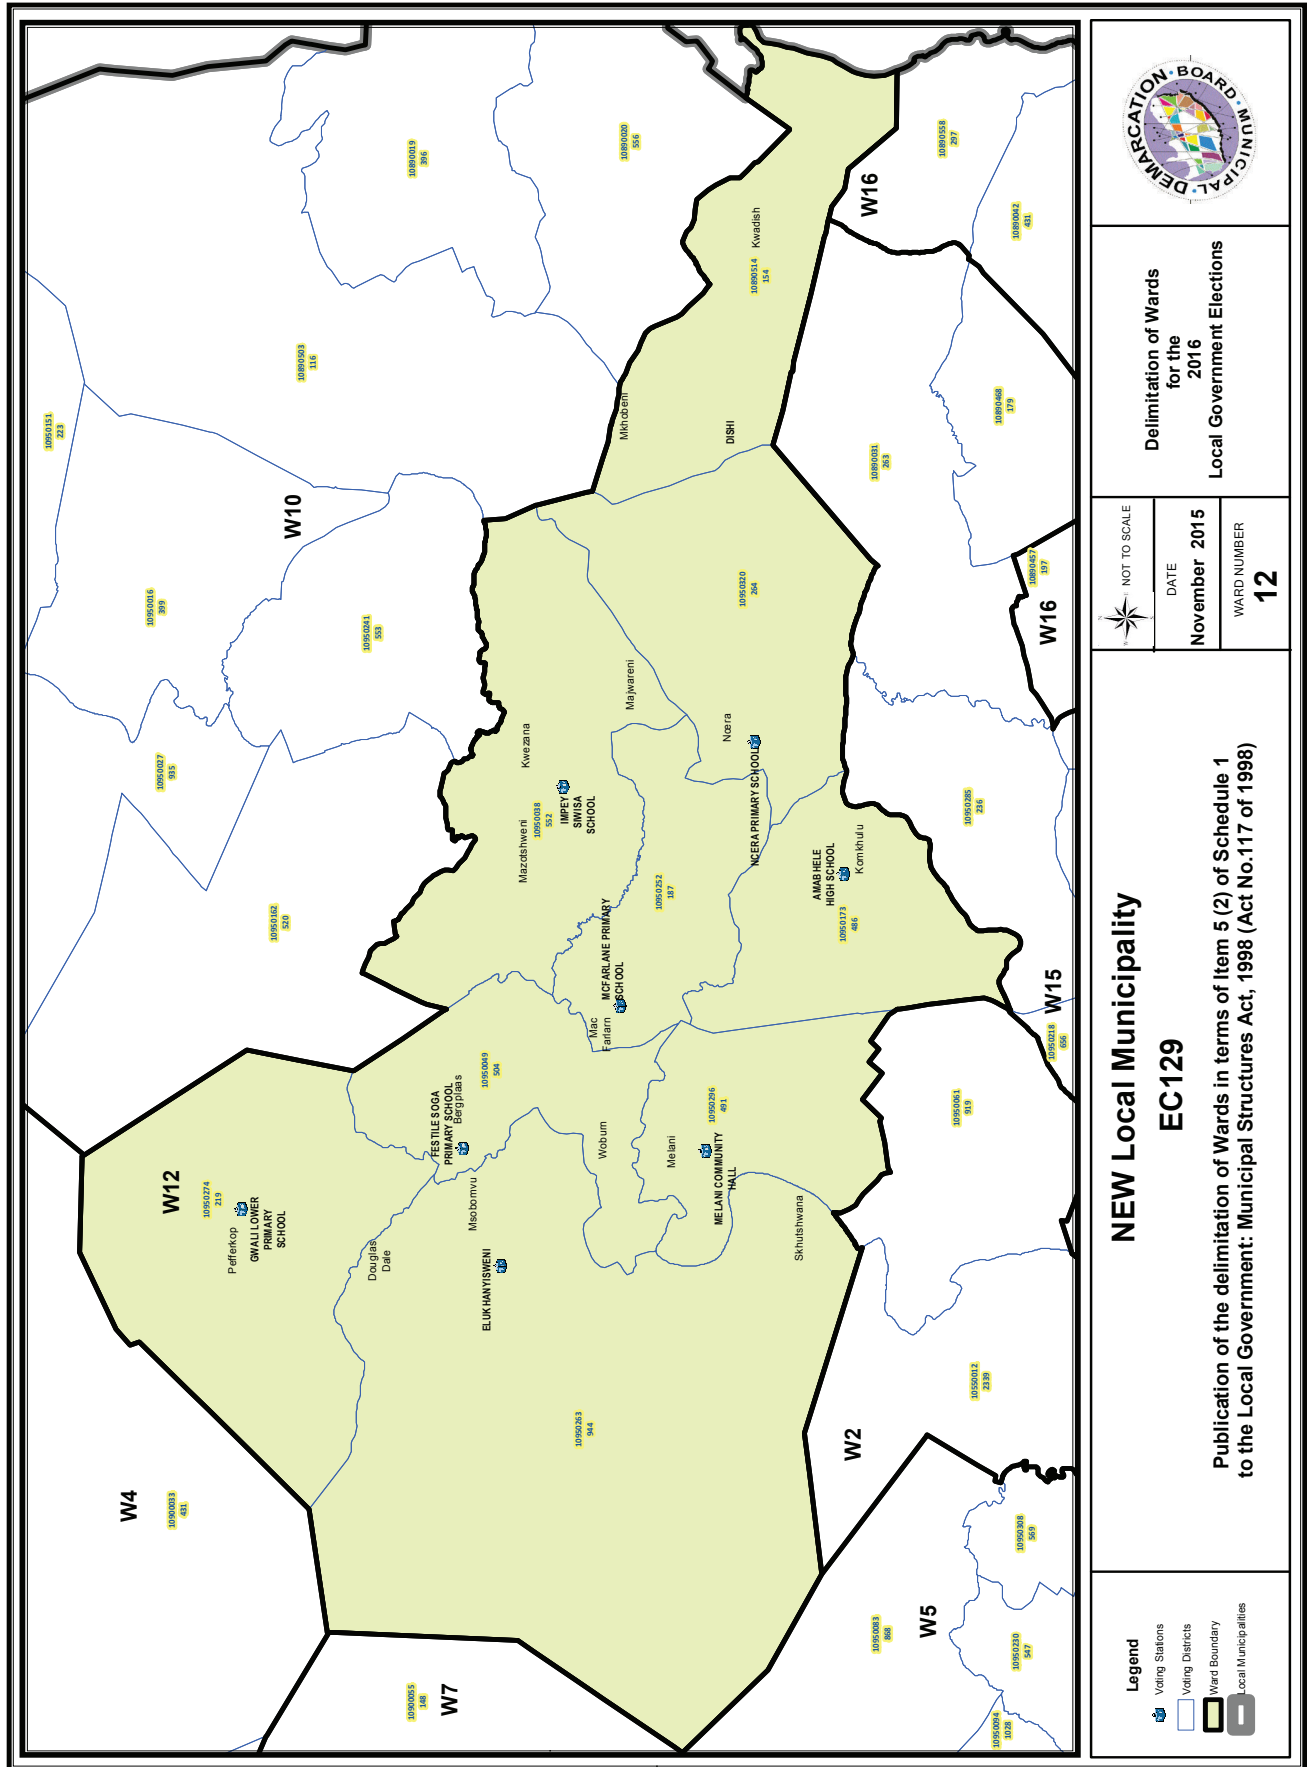 10950151
223
10950016
399
10950027
935
10950162
520
10950241
553
W10
10890503
116
10890019
396
10890020
556
W4
10900033
431
W12
10950274
219
Pefferkop
GWALI LOWER
PRIMARY
SCHOOL
Douglas
Dale
FESTILE SOGA
PRIMARY SCHOOL
Bergplaas
Msobomvu
10950049
504
ELUKHANYISWENI
10950263
944
Woburn
Melani
10950296
491
MELANI COMMUNITY
HALL
Skhutshwana
Mac
Farlarn
MCFARLANE PRIMARY
SCHOOL
10950252
187
Mazotshweni
Kwezana
10950038
552
IMPEY
SIWISA
SCHOOL
Majwareni
Ncera
NCERA PRIMARY SCHOOL
10950320
264
AMABHELE
HIGH SCHOOL
Komkhulu
10950173
486
Mkhobeni
DISHI
Kwadish
10890514
154
W16
10890558
297
10890042
431
10890031
263
10890468
179
10890457
197
W16
10950285
236
W15
10950218
656
10950061
919
10550012
2339
W2
W7
10900055
148
10950083
868
W5
10950308
569
10950230
547
10950094
1028
Legend
Voting Stations
Voting Districts
Ward Boundary
Local Municipalities
NEW Local Municipality
EC129
Publication of the delimitation of Wards in terms of Item 5 (2) of Schedule 1
to the Local Government: Municipal Structures Act, 1998 (Act No.117 of 1998)
N
W
NOT TO SCALE
DATE
November 2015
WARD NUMBER
12
Delimitation of Wards
for the
2016
Local Government Elections
MUNICIPAL DEMARCATION BOARD